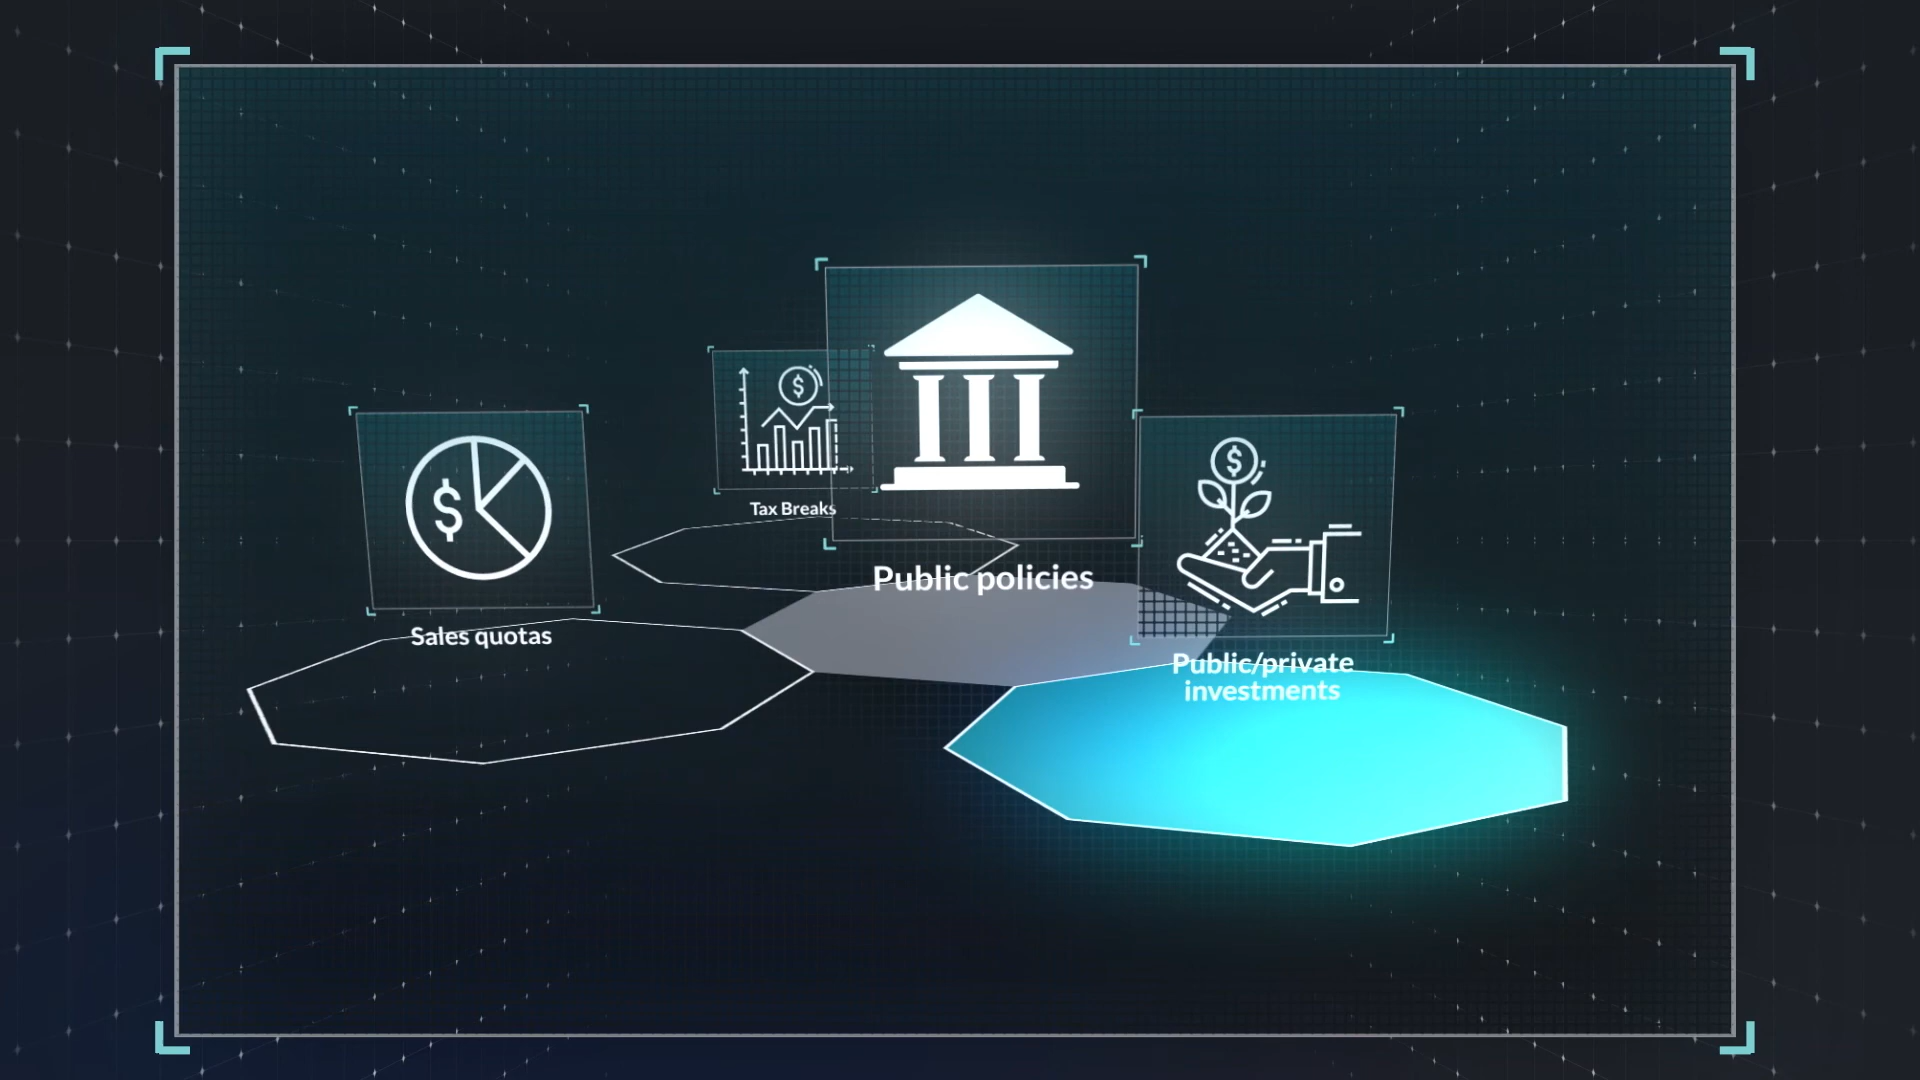 Tax Breaks
Public policies
Sales quotas
Public/private
investments